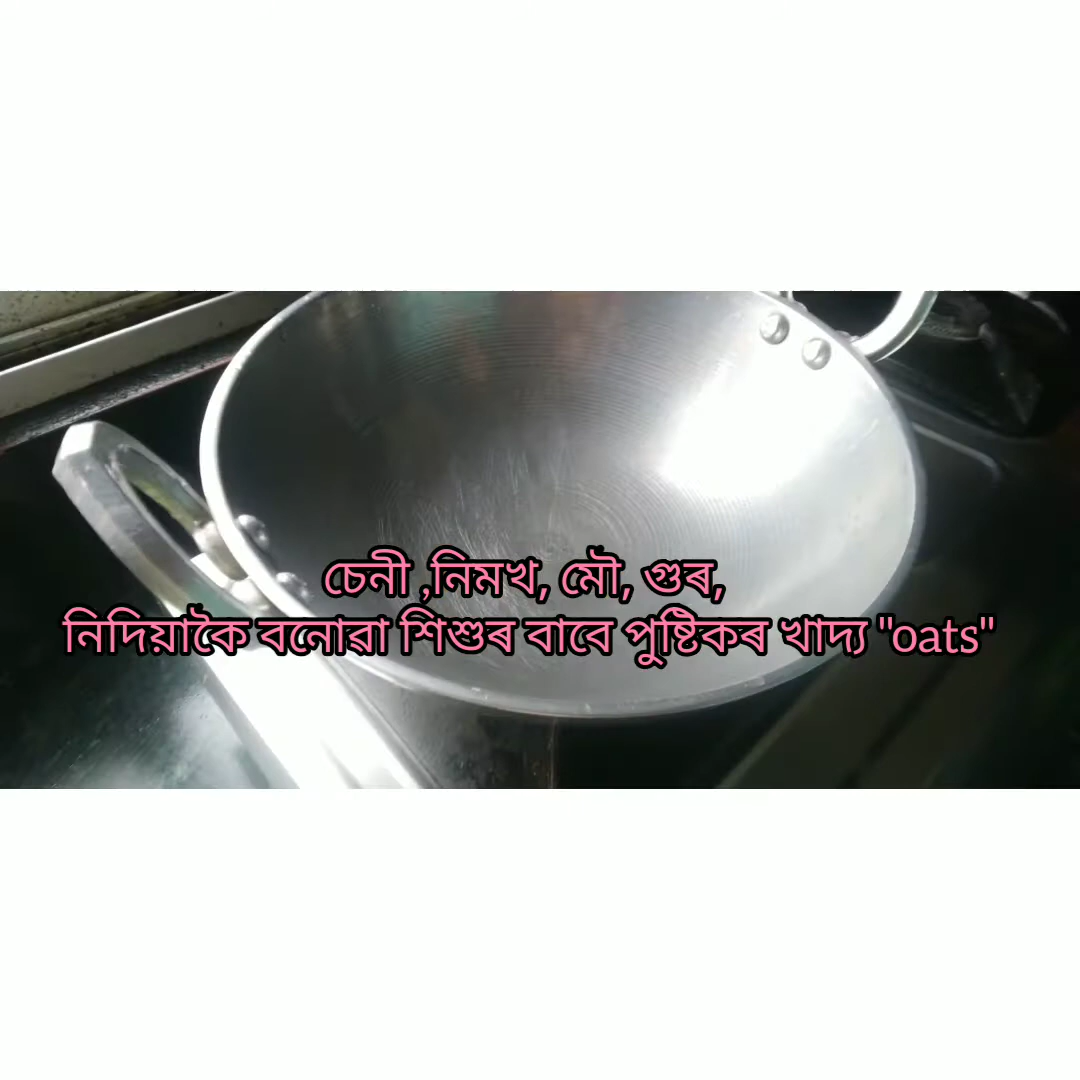 চেনী ,নিমখ, মৌ, গুৰ,
নিদিয়াকৈ বনোৱা শিশুৰ বাবে পুষ্টিকৰ খাদ্য "oats"